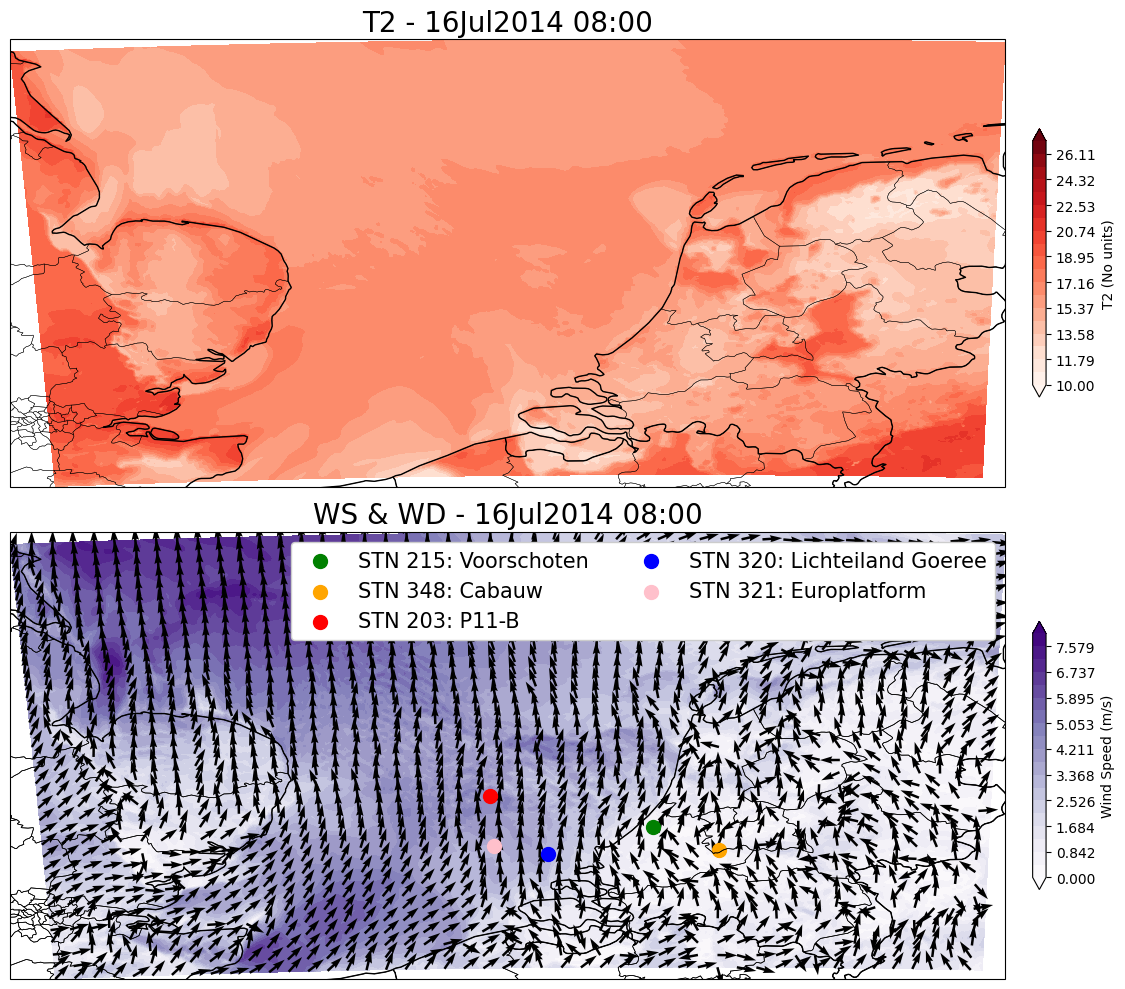 T2 - 16Jul2014 08:00
26.11
24.32
22.53
20.74
18.95
17.16
15.37
13.58
11.79
10.00
T2 (No units)
WS & WD - 16Jul2014 08:00
STN 215: Voorschoten
STN 348: Cabauw
STN 203: P11-B
STN 320: Lichteiland Goeree
STN 321: Europlatform
7.579
6.737
5.895
5.053
4.211
3.368
2.526
1.684
0.842
0.000
Wind Speed (m/s)